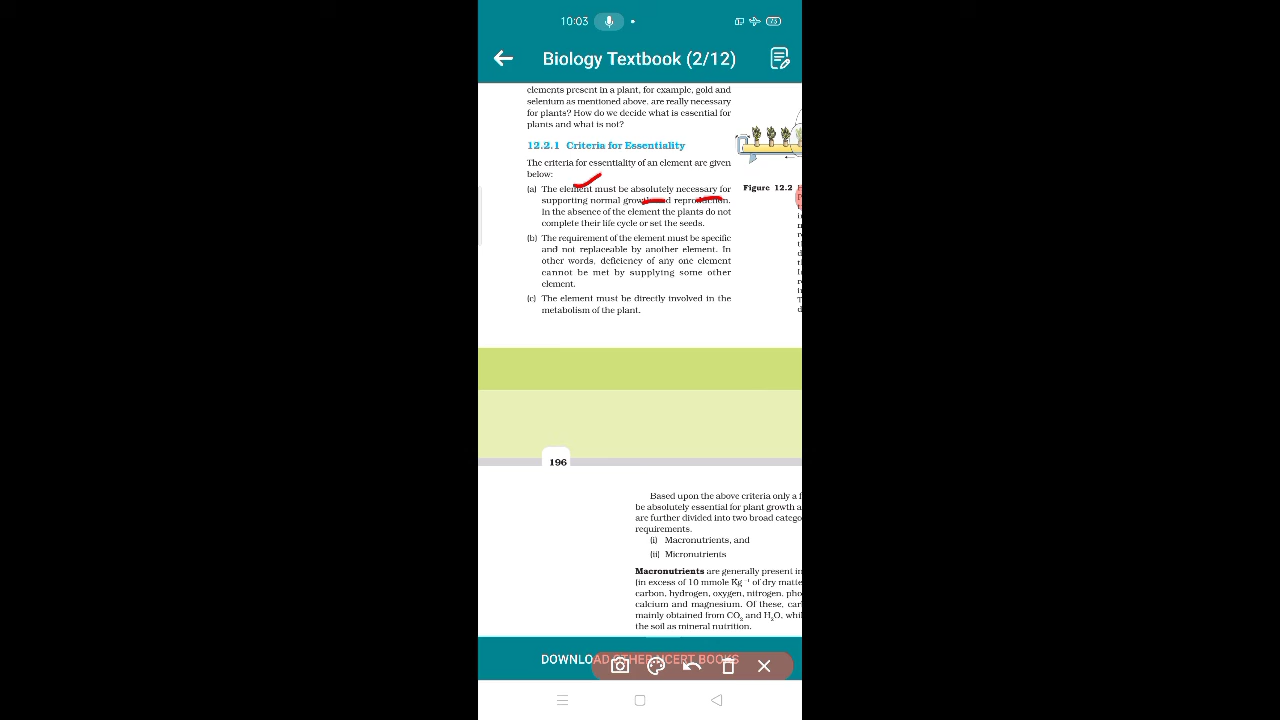 10:03
73
Biology Textbook (2/12)
elements present in a plant, for example, gold and
selenium as mentioned above, are really necessary
for plants? How do we decide what is essential for
plants and what is not?
12.2.1 Criteria for Essentiality
The criteria for essentiality of an element are given
below:
(a) The element must be absolutely necessary for
supporting normal growth and reproduction.
In the absence of the element the plants do not
complete their life cycle or set the seeds.
(b) The requirement of the element must be specific
and not replaceable by another element. In
other words, deficiency of any one element
cannot be met by supplying some other
element.
(c) The element must be directly involved in the
metabolism of the plant.
Figure 12.2
196
Based upon the above criteria only a f
be absolutely essential for plant growth a
are further divided into two broad catego
requirements.
(i) Macronutrients, and
(ii) Micronutrients
Macronutrients are generally present in
(in excess of 10 mmole Kg⁻¹ of dry matte
carbon, hydrogen, oxygen, nitrogen, pho
calcium and magnesium. Of these, car
mainly obtained from CO₂ and H₂O, whil
the soil as mineral nutrition.
DOWNLOAD OTHER NCERT BOOKS